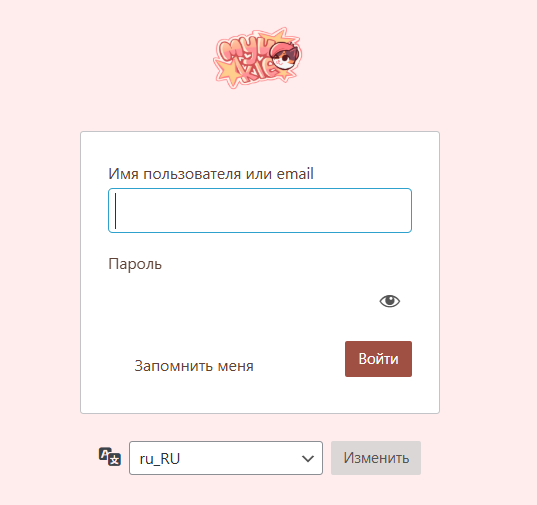 Имя пользователя или email
Пароль
Запомнить меня
Войти
ru_RU
Изменить